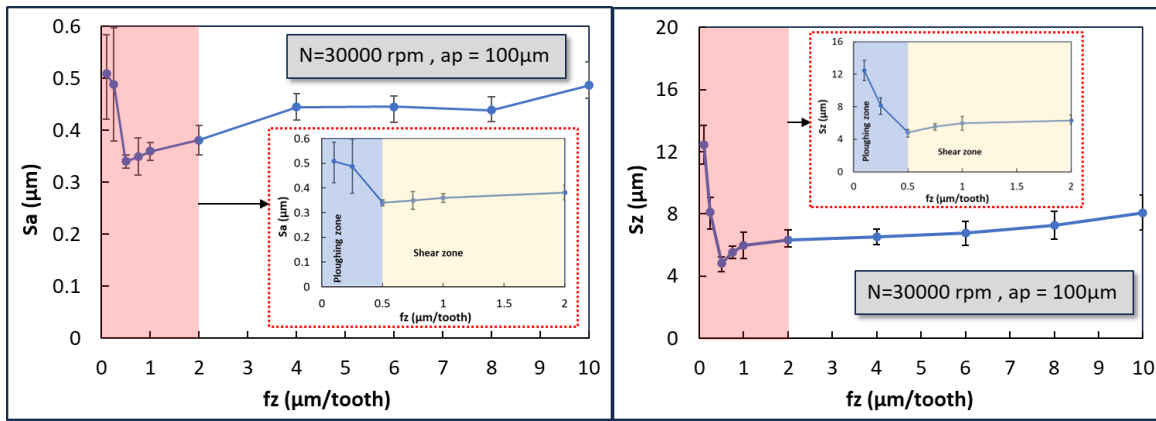 0.6
0.5
0.4
0.3
0.2
0.1
0
Sa (μm)
0 1 2 3 4 5 6 7 8 9 10
fz (μm/tooth)
N=30000 rpm , ap = 100μm
0.6
0.5
0.4
0.3
0.2
0.1
0
Sa (μm)
Ploughing zone
Shear zone
0 0.5 1 1.5 2
fz (μm/tooth)
20
16
12
8
4
0
Sz (μm)
0 1 2 3 4 5 6 7 8 9 10
fz (μm/tooth)
16
12
8
4
0
Sz (μm)
Ploughing zone
Shear zone
0 0.5 1 1.5 2
fz (μm/tooth)
N=30000 rpm , ap = 100μm